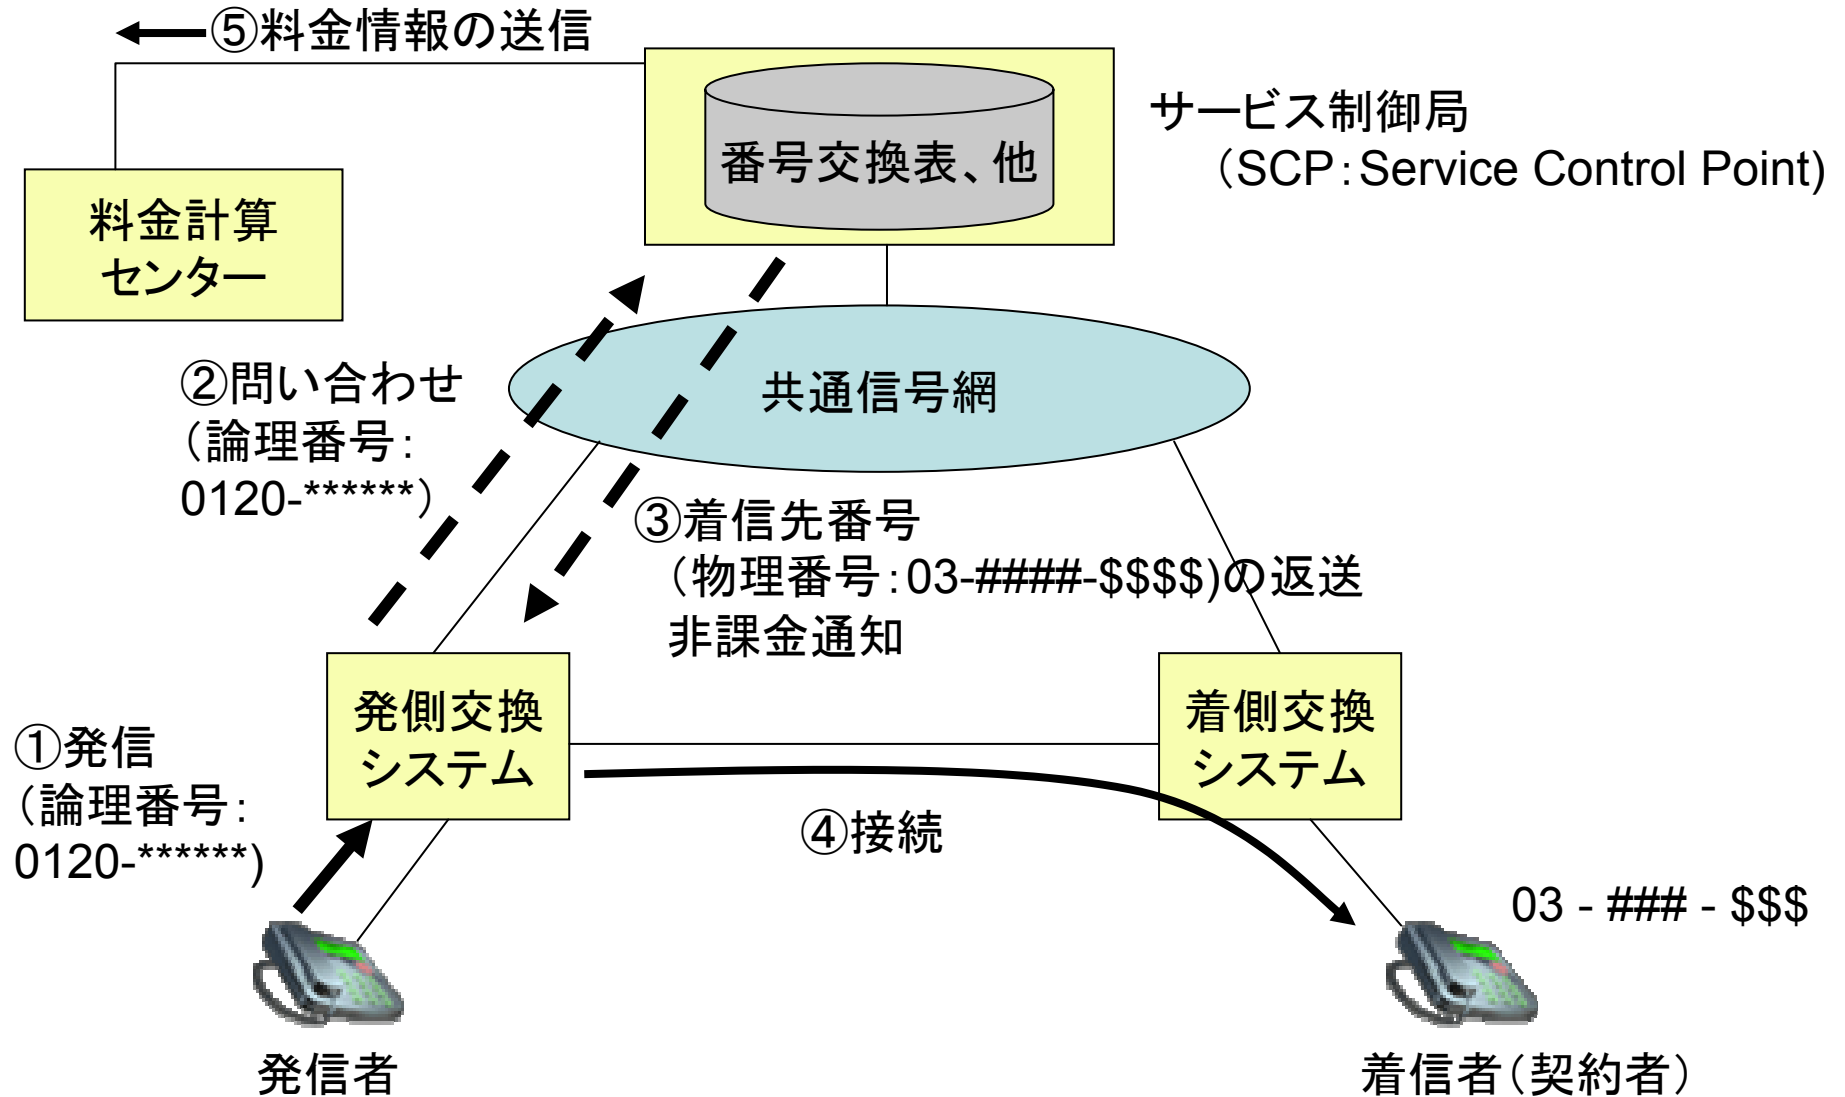 ⑤料金情報の送信
番号交換表、他
サービス制御局
（SCP：Service Control Point)
料金計算
センター
②問い合わせ
（論理番号：
0120-******）
共通信号網
③着信先番号
（物理番号：03-####-$$$$)の返送
非課金通知
発側交換
システム
着側交換
システム
①発信
（論理番号：
0120-******)
④接続
03 - ### - $$$
発信者
着信者（契約者）